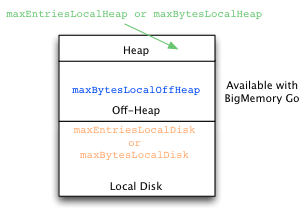 maxEntriesLocalHeap or maxBytesLocalHeap
Heap
maxBytesLocalOffHeap
Off-Heap
Available with
BigMemory Go
maxEntriesLocalDisk
or
maxBytesLocalDisk
Local Disk